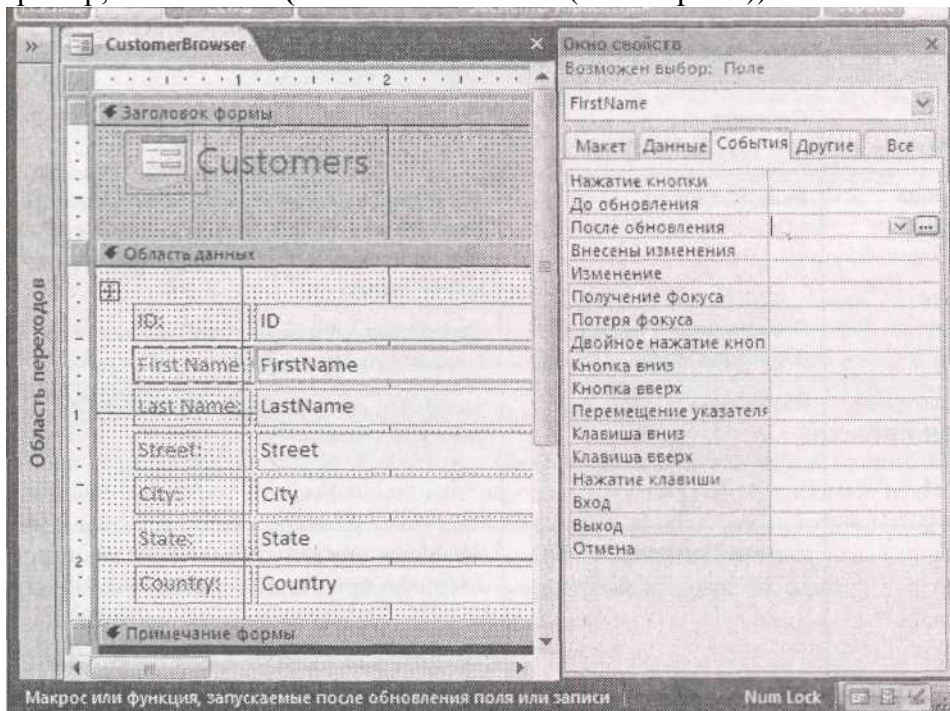 CustomerBrowser
Заголовок формы
Customers
Область данных
ID: ID
First Name: FirstName
Last Name: LastName
Street: Street
City: City
State: State
Country: Country
Примечание формы
Область переходов
Окно свойств
Возможен выбор: Поле
FirstName
Макет Данные События Другие Все
Нажатие кнопки
До обновления
После обновления
Внесены изменения
Изменение
Получение фокуса
Потеря фокуса
Двойное нажатие кноп
Кнопка вниз
Кнопка вверх
Перемещение указателя
Клавиша вниз
Клавиша вверх
Нажатие клавиши
Вход
Выход
Отмена
Макрос или функция, запускаемые после обновления поля или записи Num Lock